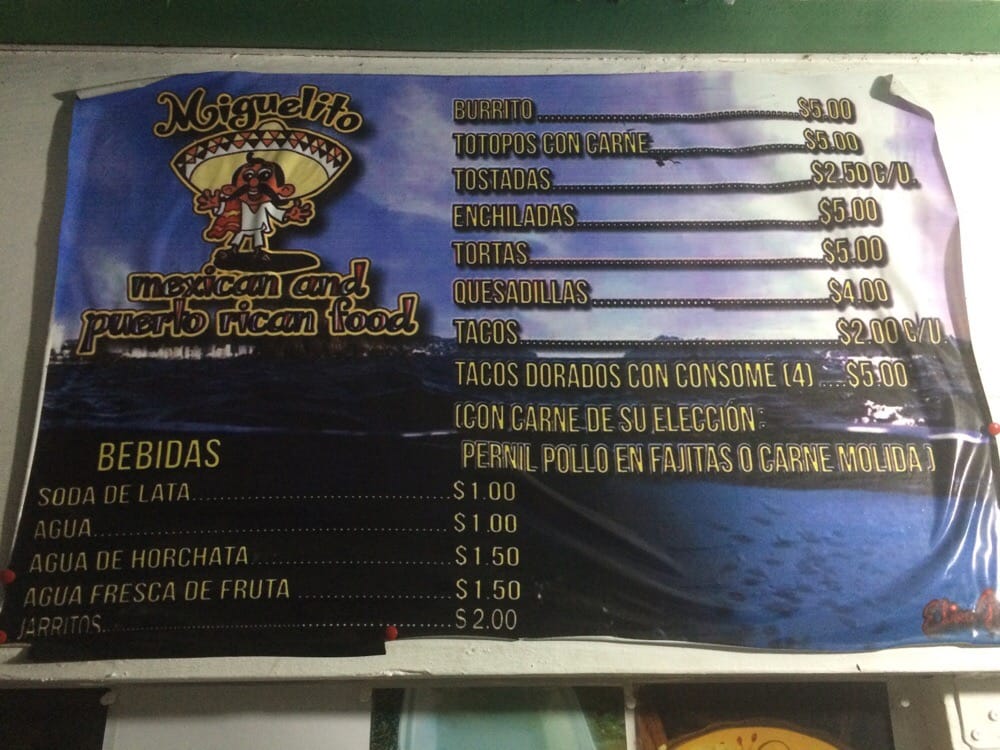 Miguelito
mexican and
puerto rican food
BURRITO $5.00
TOTOPOS CON CARNE $5.00
TOSTADAS $2.50 C/U.
ENCHILADAS $5.00
TORTAS $5.00
QUESADILLAS $4.00
TACOS $2.00 C/U.
TACOS DORADOS CON CONSOME (4) .... $5.00
(CON CARNE DE SU ELECCIÓN :
PERNIL POLLO EN FAJITAS O CARNE MOLIDA )
BEBIDAS
SODA DE LATA $1.00
AGUA $1.00
AGUA DE HORCHATA $1.50
AGUA FRESCA DE FRUTA $1.50
JARRITOS $2.00